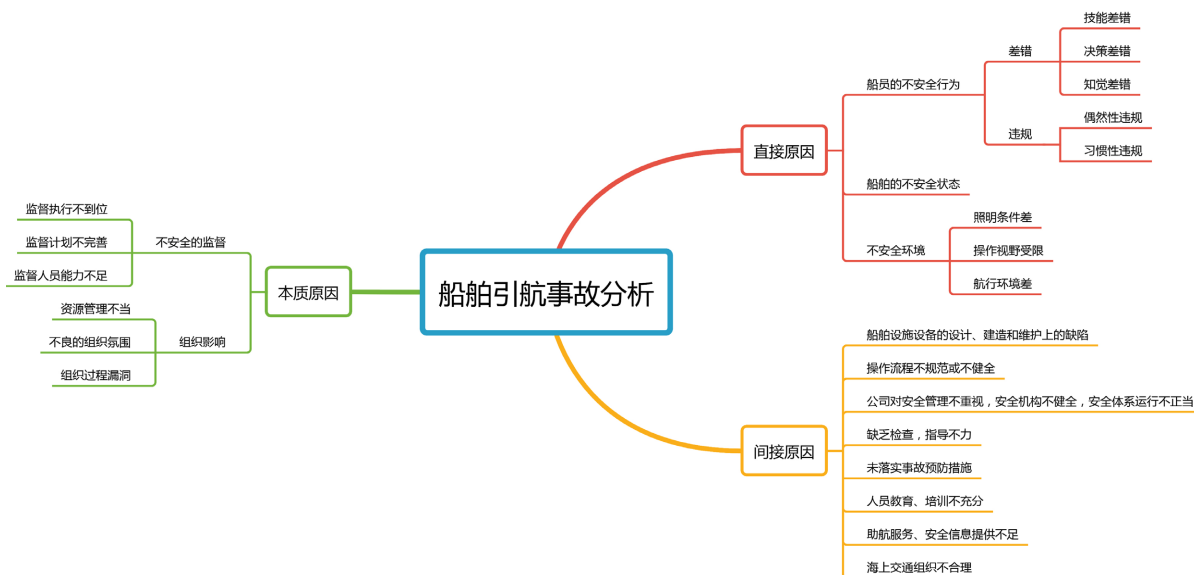 船舶引航事故分析
直接原因
船员的不安全行为
差错
技能差错
决策差错
知觉差错
违规
偶然性违规
习惯性违规
船舶的不安全状态
不安全环境
照明条件差
操作视野受限
航行环境差
间接原因
船舶设施设备的设计、建造和维护上的缺陷
操作流程不规范或不健全
公司对安全管理不重视，安全机构不健全，安全体系运行不正当
缺乏检查，指导不力
未落实事故预防措施
人员教育、培训不充分
助航服务、安全信息提供不足
海上交通组织不合理
本质原因
不安全的监督
监督执行不到位
监督计划不完善
监督人员能力不足
组织影响
资源管理不当
不良的组织氛围
组织过程漏洞